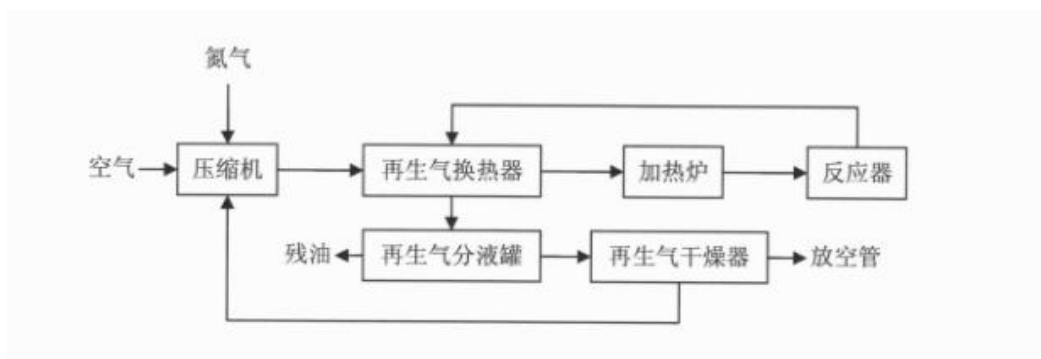 氮气
空气
压缩机
再生气换热器
加热炉
反应器
残油
再生气分液罐
再生气干燥器
放空管